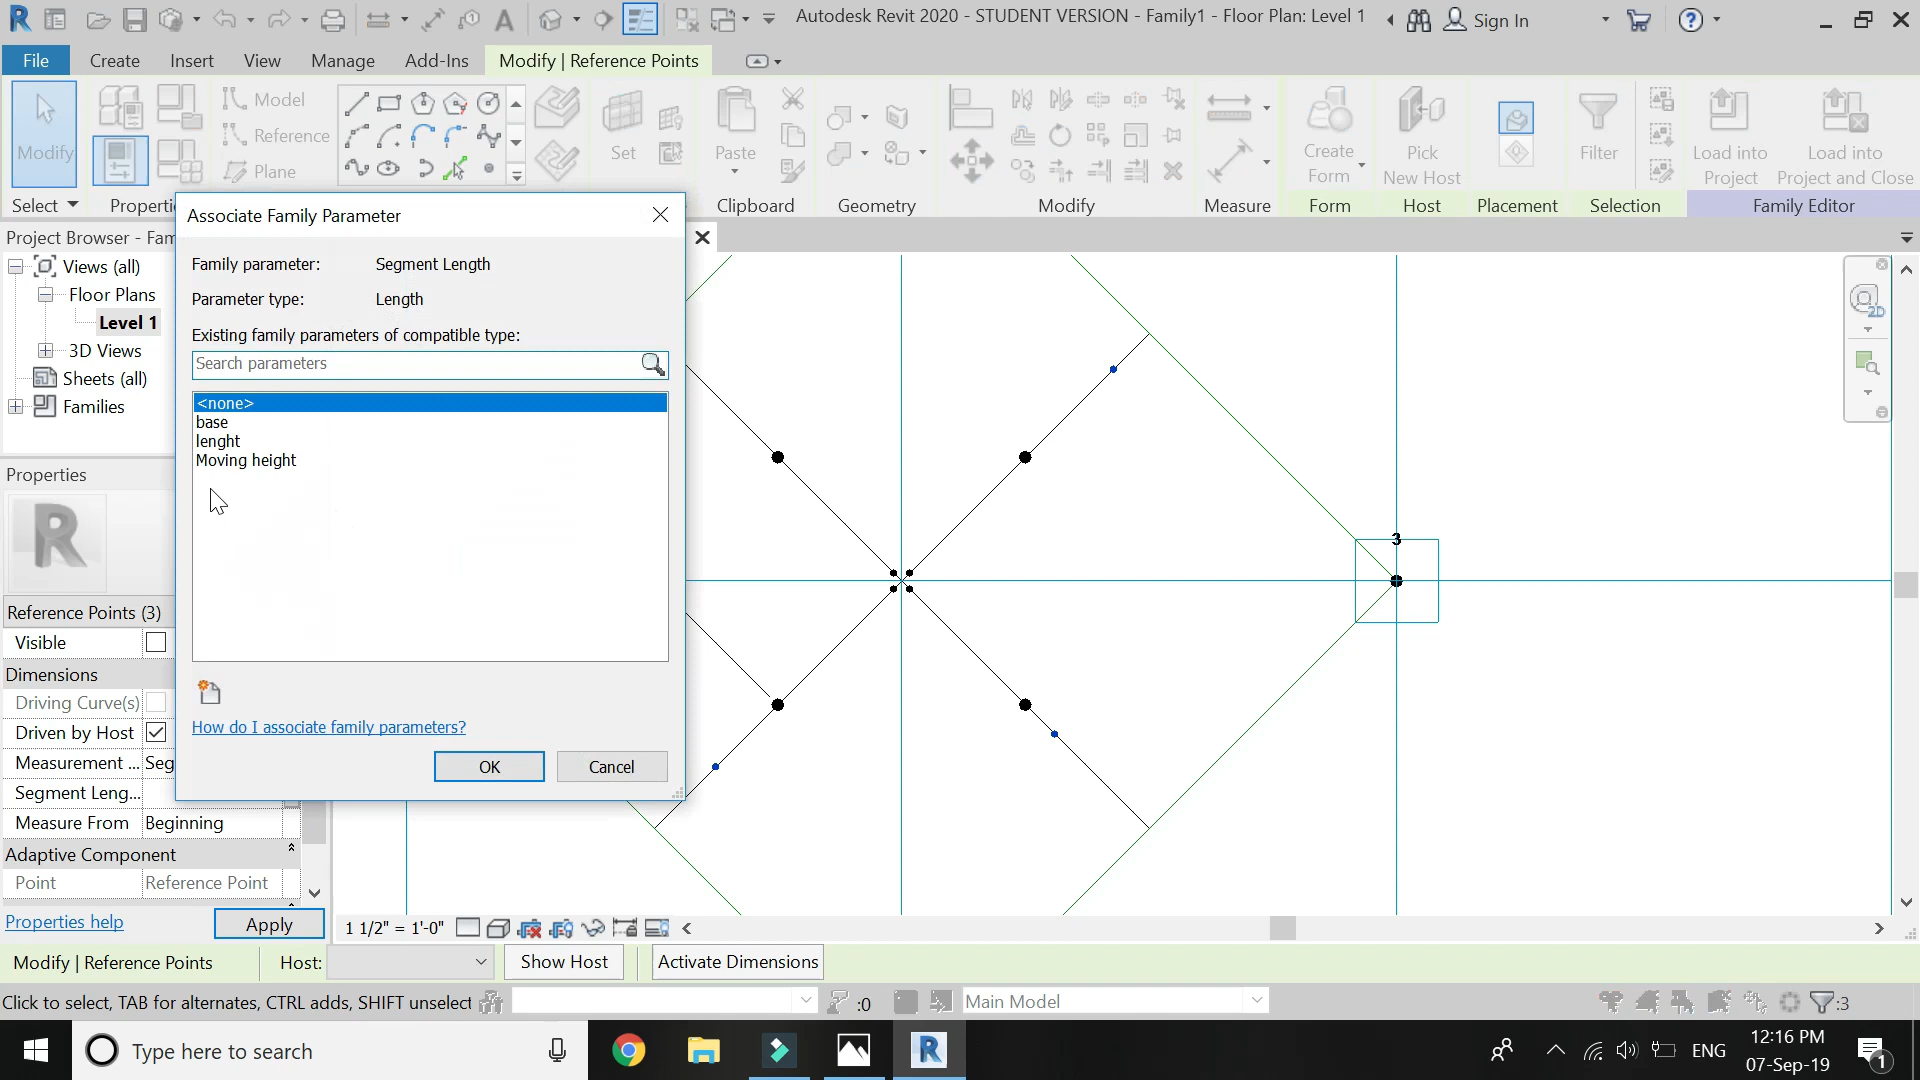 Autodesk Revit 2020 - STUDENT VERSION - Family1 - Floor Plan: Level 1
Sign In
File
Create
Insert
View
Manage
Add-Ins
Modify | Reference Points
Modify
Model
Reference
Plane
Set
Paste
Create
Form
Pick
New Host
Filter
Load into
Project
Load into
Project and Close
Select
Clipboard
Geometry
Modify
Measure
Form
Host
Placement
Selection
Family Editor
Associate Family Parameter
Project Browser - Fam
Views (all)
Floor Plans
Level 1
3D Views
Sheets (all)
Families
Family parameter: Segment Length
Parameter type: Length
Existing family parameters of compatible type:
Search parameters
<none>
base
lenght
Moving height
How do I associate family parameters?
OK
Cancel
2D
3
Properties
R
Reference Points (3)
Visible
Dimensions
Driving Curve(s)
Driven by Host
Measurement ... Seg
Segment Leng...
Measure From Beginning
Adaptive Component
Point Reference Point
Properties help
Apply
1 1/2" = 1'-0"
Modify | Reference Points
Host:
Show Host
Activate Dimensions
Click to select, TAB for alternates, CTRL adds, SHIFT unselect
:0
Main Model
:3
Type here to search
R
ENG
12:16 PM
07-Sep-19
1